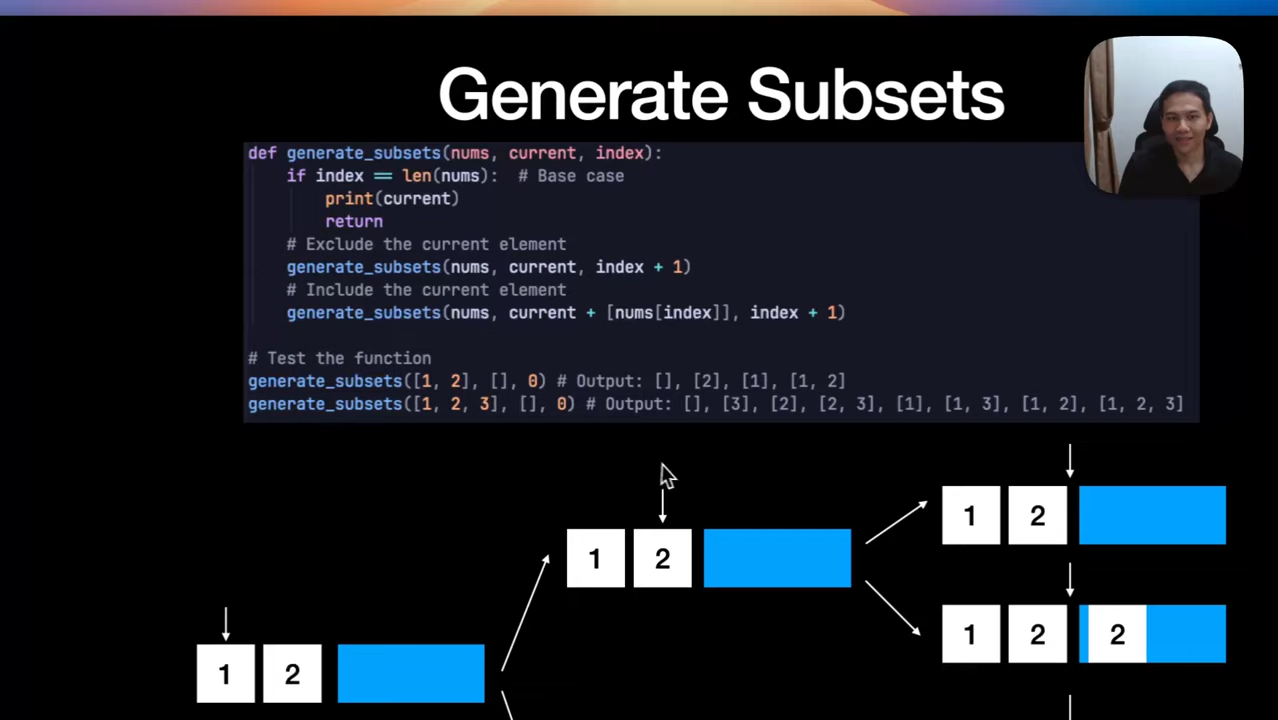 Generate Subsets
def generate_subsets(nums, current, index):
if index == len(nums): # Base case
print(current)
return
# Exclude the current element
generate_subsets(nums, current, index + 1)
# Include the current element
generate_subsets(nums, current + [nums[index]], index + 1)
# Test the function
generate_subsets([1, 2], [], 0) # Output: [], [2], [1], [1, 2]
generate_subsets([1, 2, 3], [], 0) # Output: [], [3], [2], [2, 3], [1], [1, 3], [1, 2], [1, 2, 3]
1 2
1 2
1 2 2
1 2